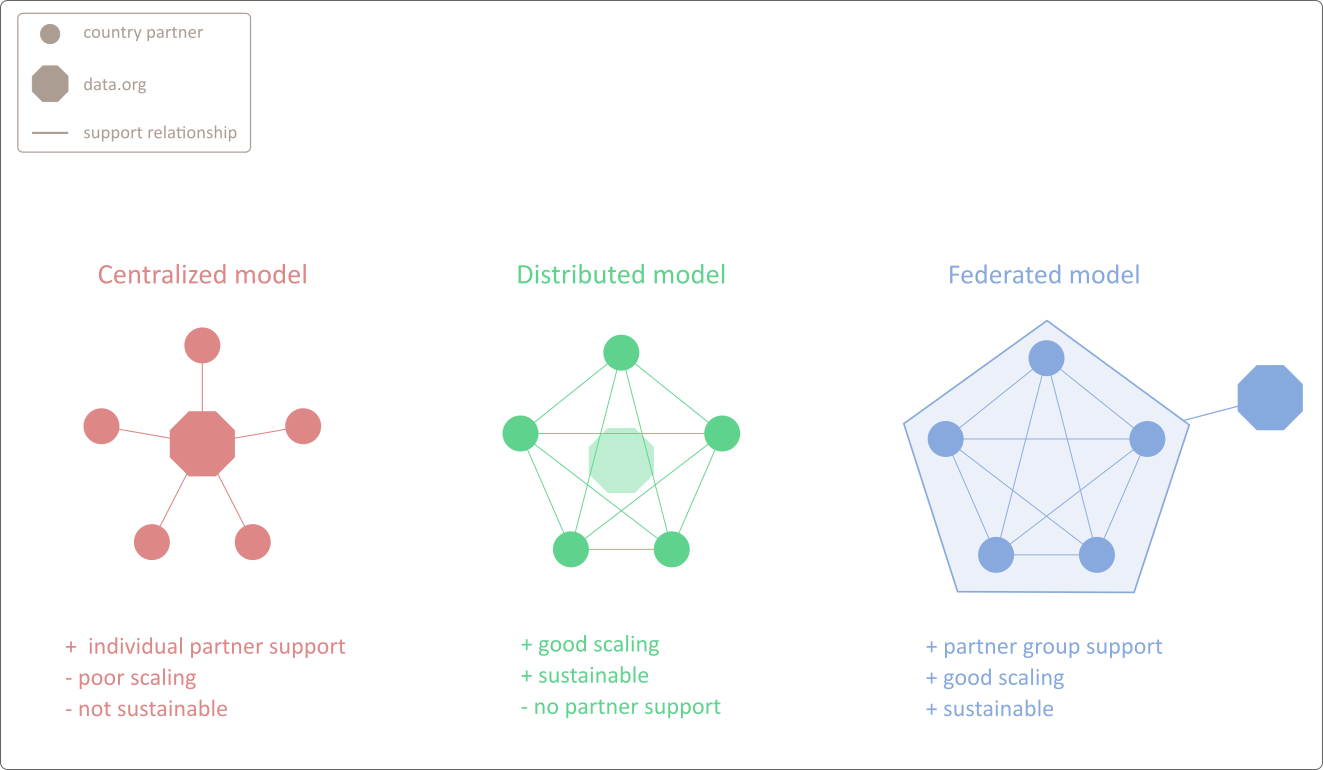 country partner
data.org
support relationship
Centralized model
Distributed model
Federated model
+ individual partner support
- poor scaling
- not sustainable
+ good scaling
+ sustainable
- no partner support
+ partner group support
+ good scaling
+ sustainable